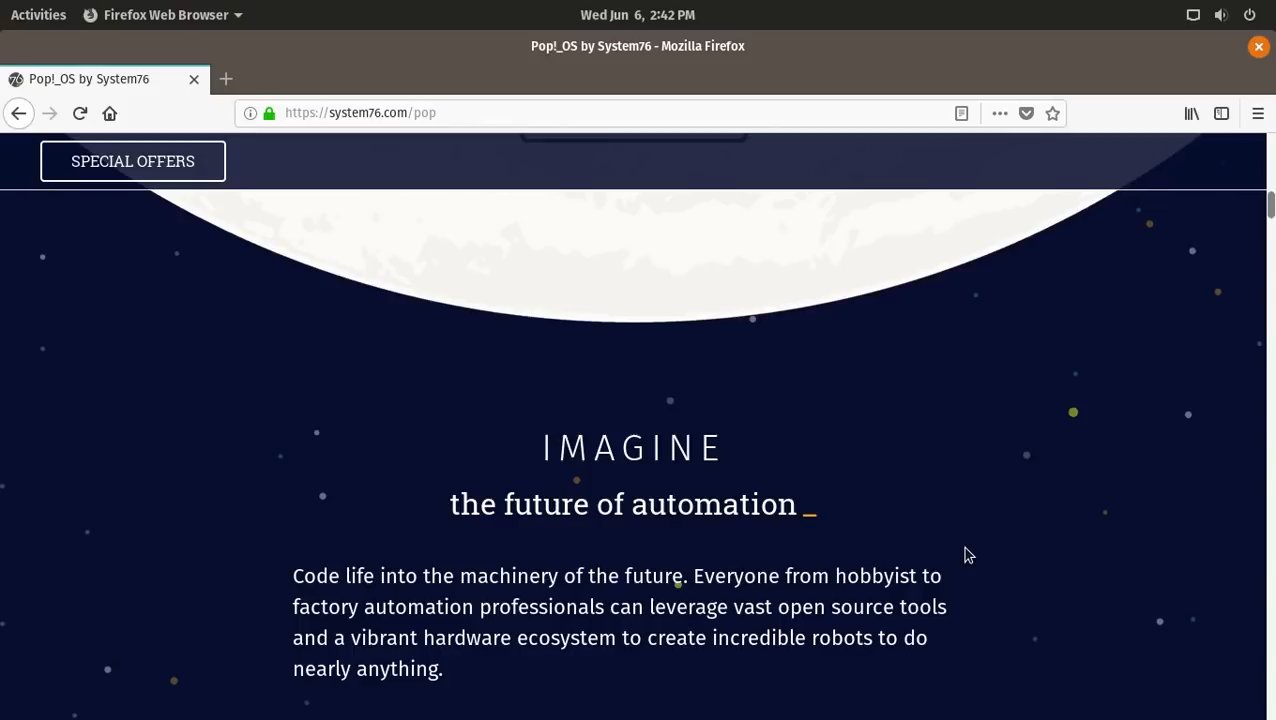 Activities Firefox Web Browser Wed Jun 6, 2:42 PM
Pop!_OS by System76 - Mozilla Firefox
Pop!_OS by System76
https://system76.com/pop
SPECIAL OFFERS
IMAGINE
the future of automation_
Code life into the machinery of the future. Everyone from hobbyist to
factory automation professionals can leverage vast open source tools
and a vibrant hardware ecosystem to create incredible robots to do
nearly anything.